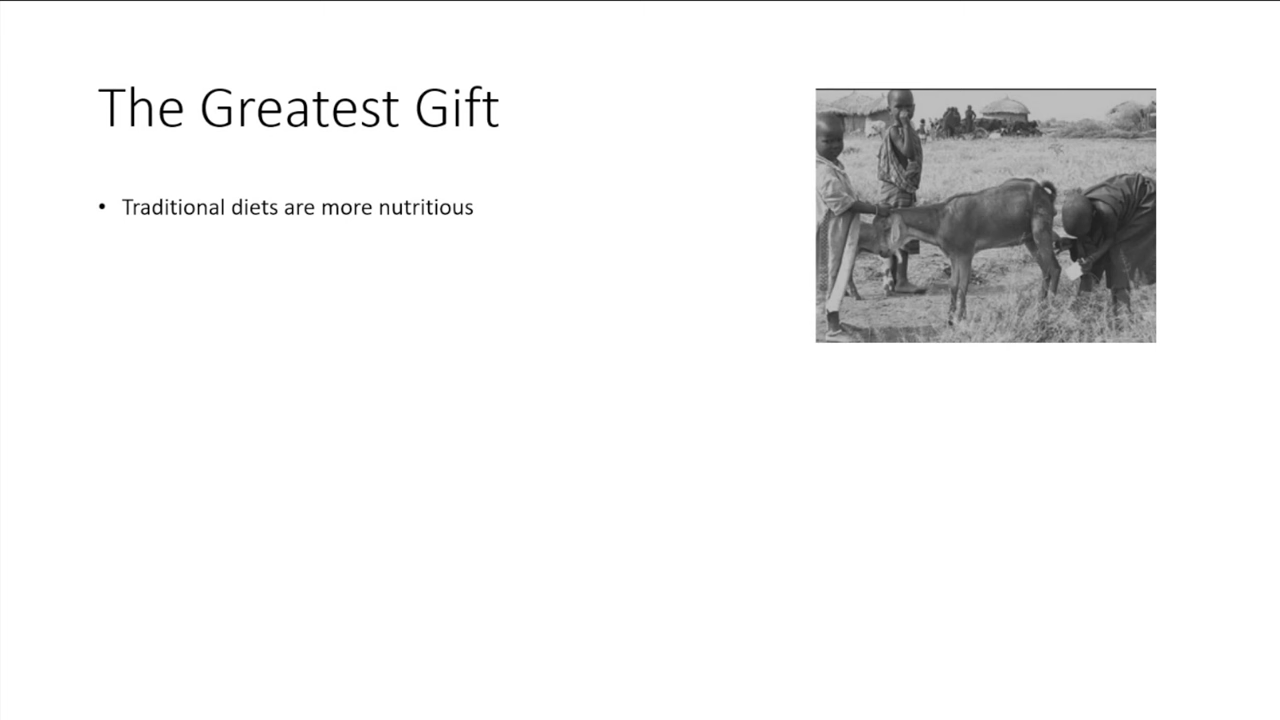 The Greatest Gift
• Traditional diets are more nutritious